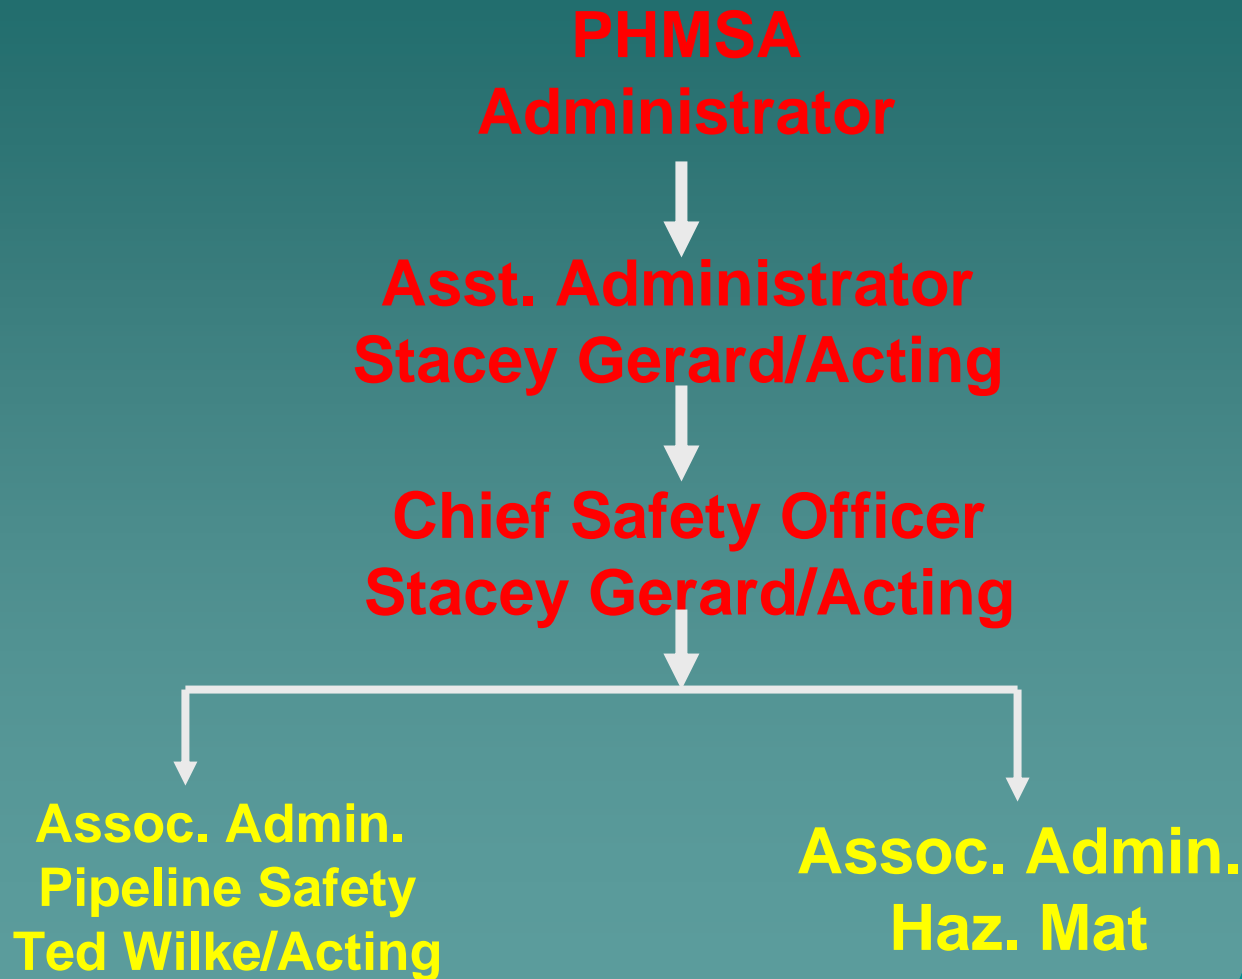 PHMSA
Administrator
Asst. Administrator
Stacey Gerard/Acting
Chief Safety Officer
Stacey Gerard/Acting
Assoc. Admin.
Pipeline Safety
Ted Wilke/Acting
Assoc. Admin.
Haz. Mat